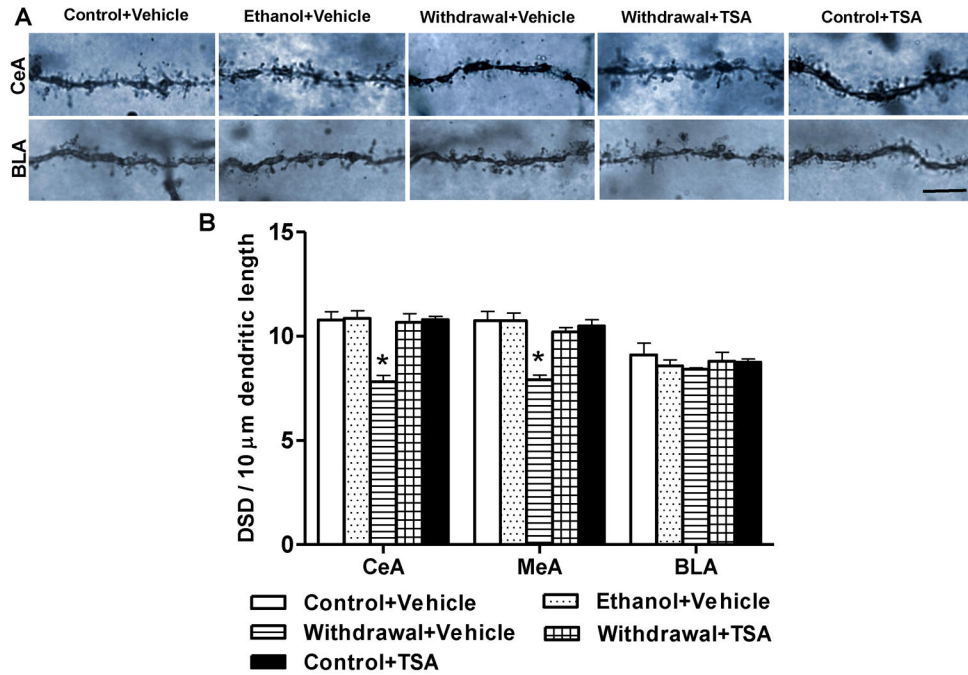 A
Control+Vehicle Ethanol+Vehicle Withdrawal+Vehicle Withdrawal+TSA Control+TSA
CeA
BLA
B
DSD / 10 μm dendritic length
15
10
5
0
* *
CeA MeA BLA
Control+Vehicle Ethanol+Vehicle
Withdrawal+Vehicle Withdrawal+TSA
Control+TSA